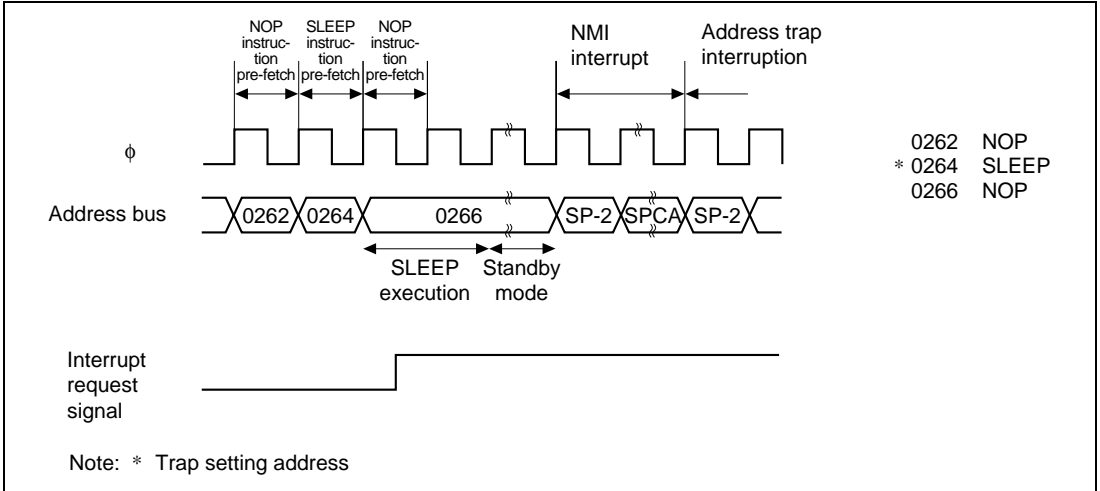 NOP instruc- tion pre-fetch
SLEEP instruc- tion pre-fetch
NOP instruc- tion pre-fetch
NMI interrupt
Address trap interruption
φ
0262 NOP
* 0264 SLEEP
0266 NOP
Address bus
0262 0264 0266 SP-2 SPCA SP-2
SLEEP execution
Standby mode
Interrupt
request
signal
Note: * Trap setting address